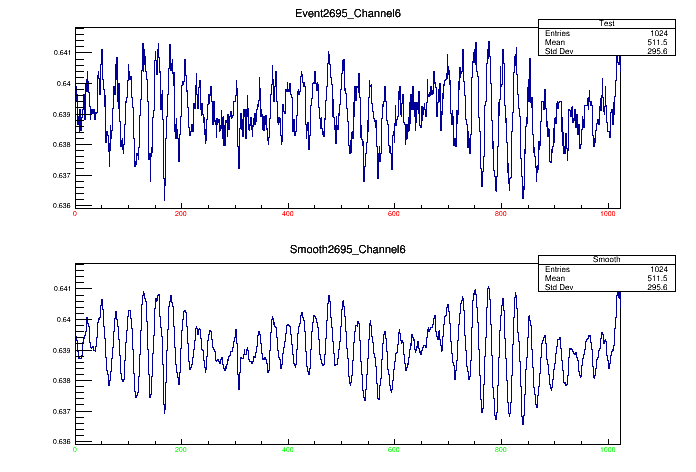 Event2695_Channel6
Test
Entries 1024
Mean 511.5
Std Dev 295.6
0.641
0.64
0.639
0.638
0.637
0.636
0 200 400 600 800 1000
Smooth2695_Channel6
Smooth
Entries 1024
Mean 511.5
Std Dev 295.6
0.641
0.64
0.639
0.638
0.637
0.636
0 200 400 600 800 1000